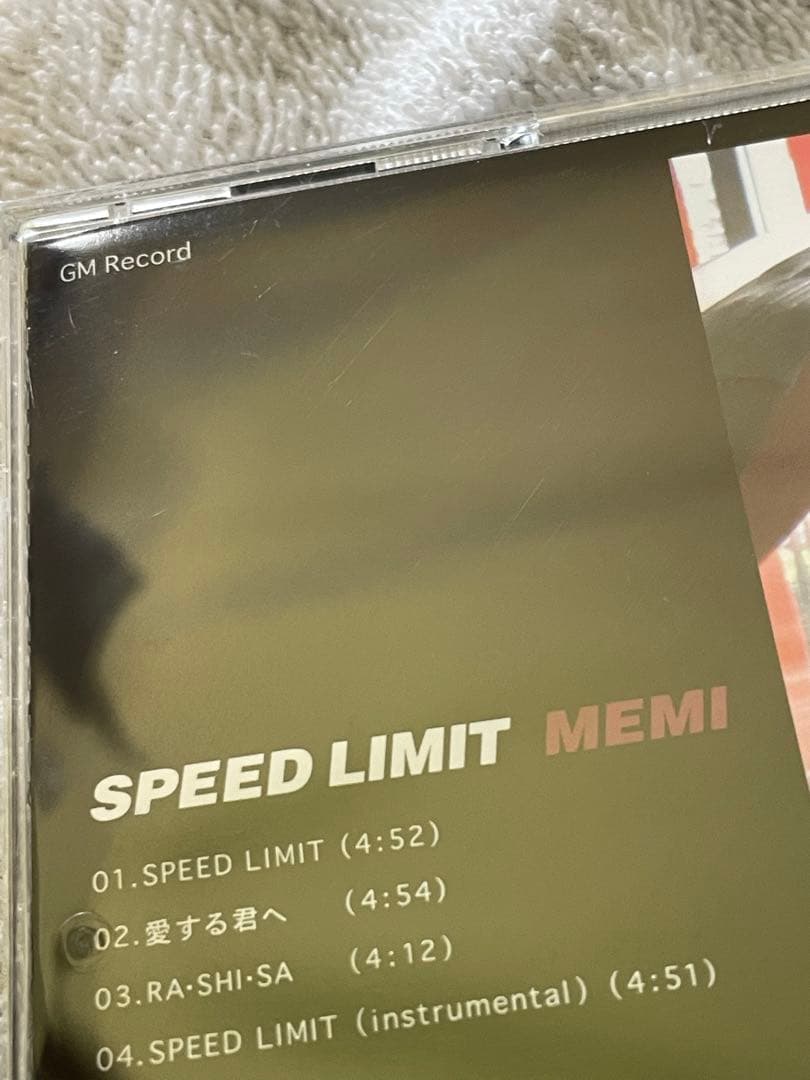 GM Record
SPEED LIMIT MEMI
01.SPEED LIMIT (4:52)
02.愛する君へ (4:54)
03.RA･SHI･SA (4:12)
04.SPEED LIMIT (instrumental) (4:51)